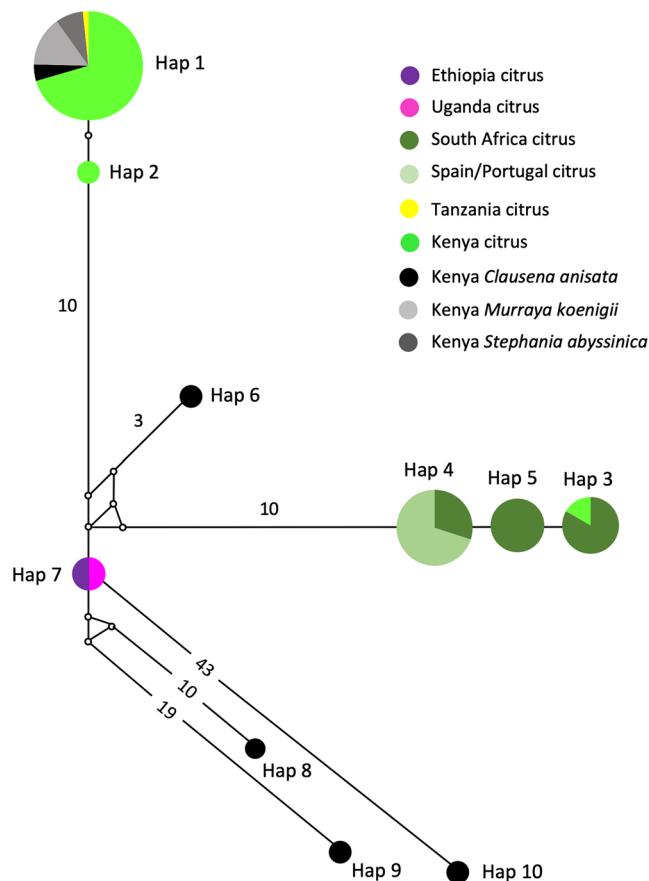 Hap 1
Ethiopia citrus
Uganda citrus
South Africa citrus
Spain/Portugal citrus
Tanzania citrus
Kenya citrus
Kenya Clausena anisata
Kenya Murraya koenigii
Kenya Stephania abyssinica
Hap 2
10
Hap 6
3
Hap 4
Hap 5
Hap 3
10
Hap 7
43
10
19
Hap 8
Hap 9
Hap 10